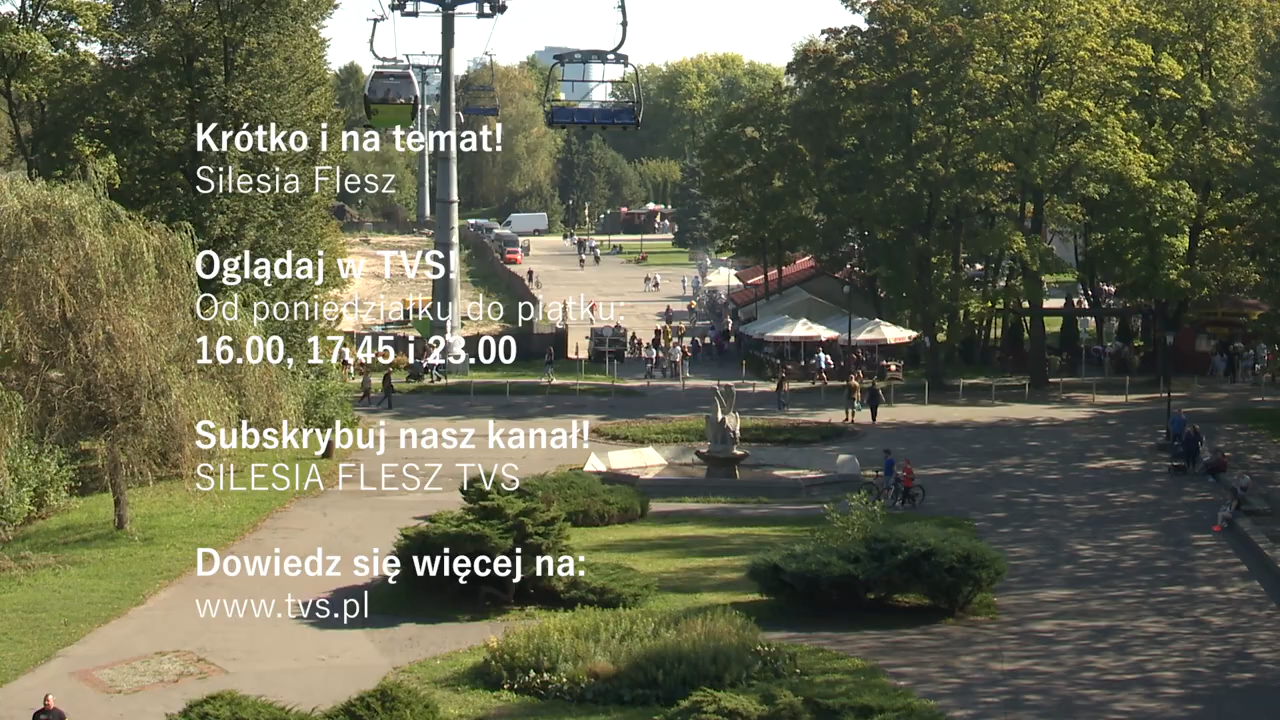 Krótko i na temat!
Silesia Flesz
Oglądaj w TVS!
Od poniedziałku do piątku:
16.00, 17.45 i 23.00
Subskrybuj nasz kanał!
SILESIA FLESZ TVS
Dowiedz się więcej na:
www.tvs.pl